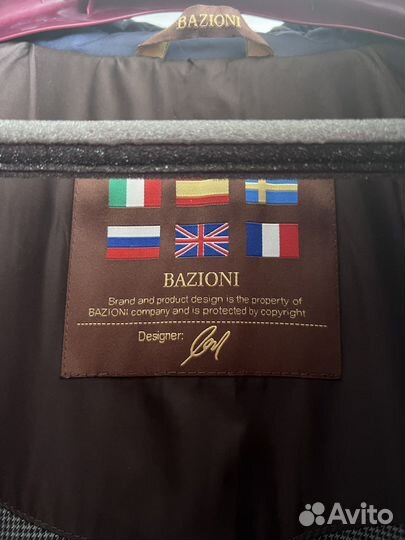 BAZIONI
BAZIONI
Brand and product design is the property of
BAZIONI company and is protected by copyright
Designer:
Avito